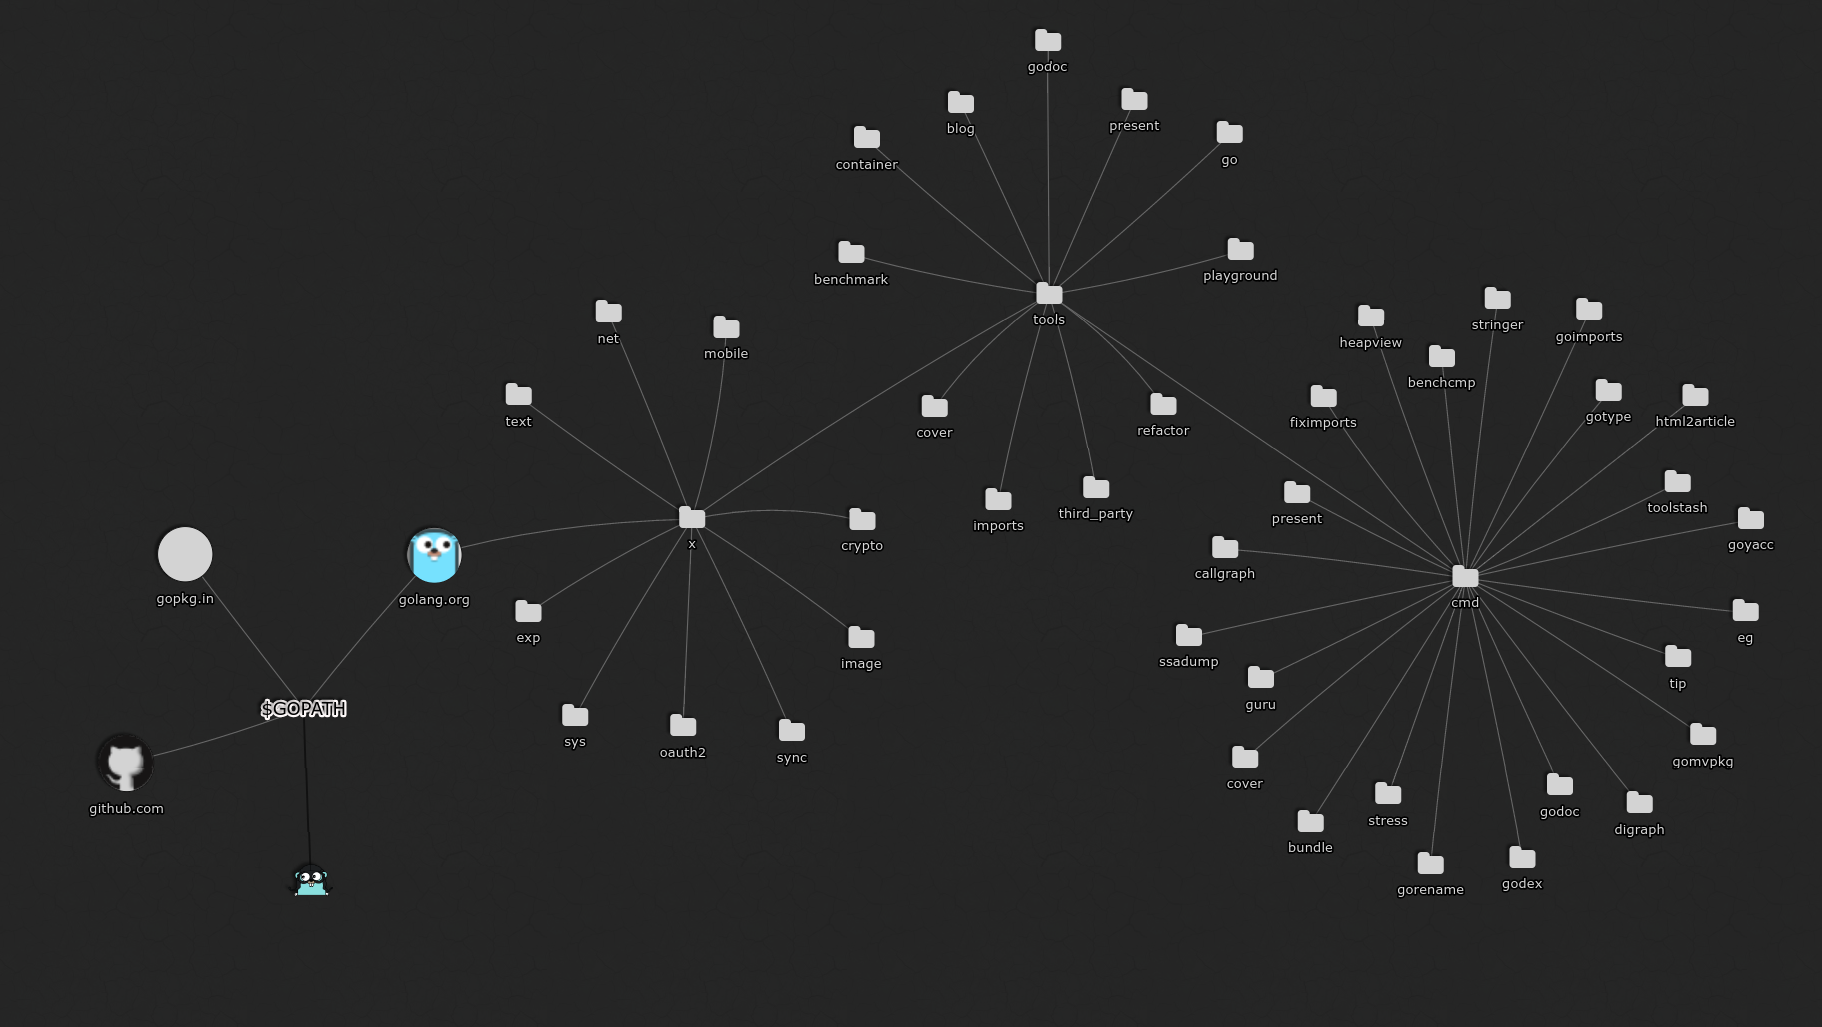 godoc
blog
present
container
go
benchmark
playground
tools
net
mobile
text
cover
refactor
imports
third_party
x
crypto
gopkg.in
golang.org
exp
image
$GOPATH
sys
oauth2
sync
github.com
heapview
stringer
goimports
benchcmp
fiximports
gotype
html2article
present
toolstash
goyacc
callgraph
cmd
ssadump
eg
guru
tip
cover
gomvpkg
stress
godoc
bundle
digraph
gorename
godex